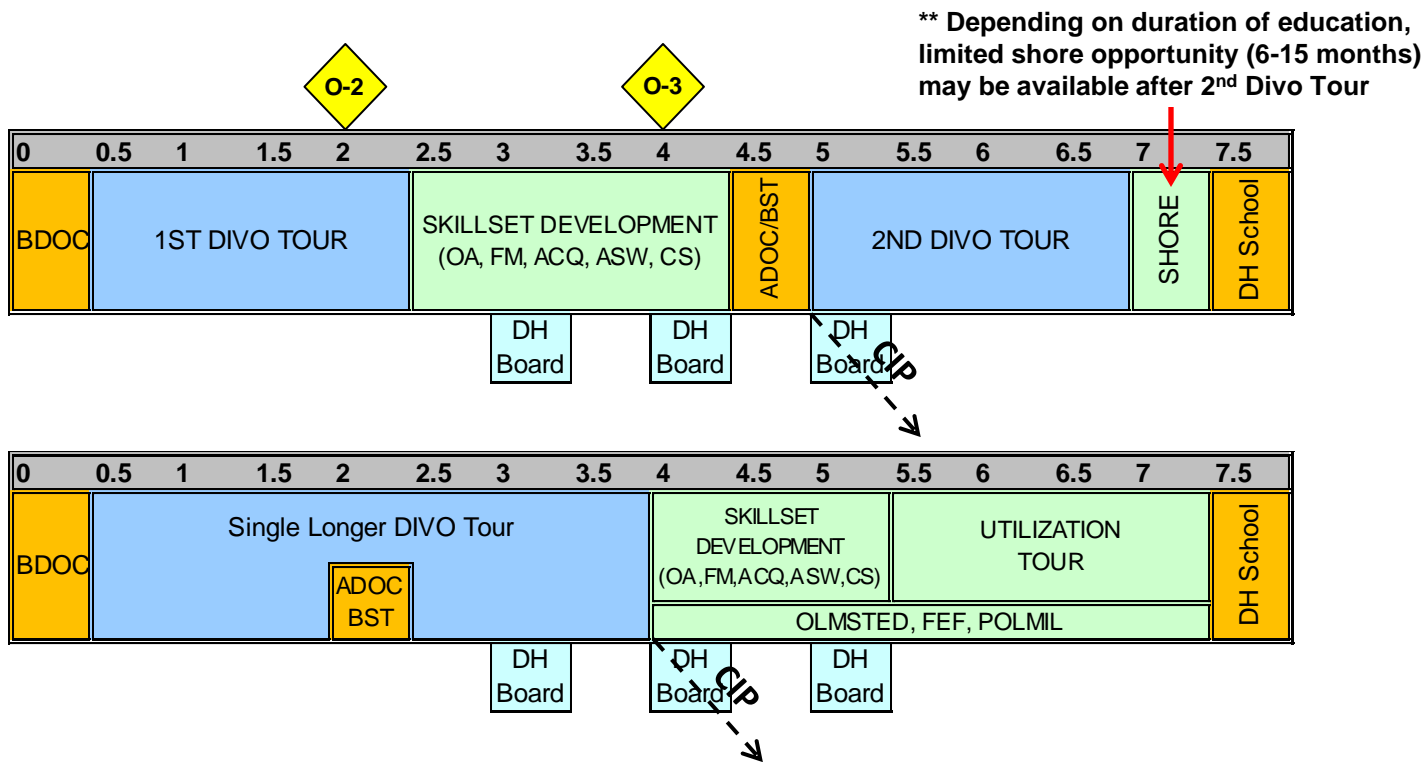 ** Depending on duration of education,
limited shore opportunity (6-15 months)
may be available after 2nd Divo Tour
O-2
O-3
0 0.5 1 1.5 2 2.5 3 3.5 4 4.5 5 5.5 6 6.5 7 7.5
BDOC
1ST DIVO TOUR
SKILLSET DEVELOPMENT
(OA, FM, ACQ, ASW, CS)
ADOC/BST
2ND DIVO TOUR
SHORE
DH School
DH
Board
DH
Board
DH
Board
CIP
0 0.5 1 1.5 2 2.5 3 3.5 4 4.5 5 5.5 6 6.5 7 7.5
BDOC
Single Longer DIVO Tour
ADOC
BST
SKILLSET
DEVELOPMENT
(OA,FM,ACQ,ASW,CS)
UTILIZATION
TOUR
OLMSTED, FEF, POLMIL
DH School
DH
Board
DH
Board
DH
Board
CIP